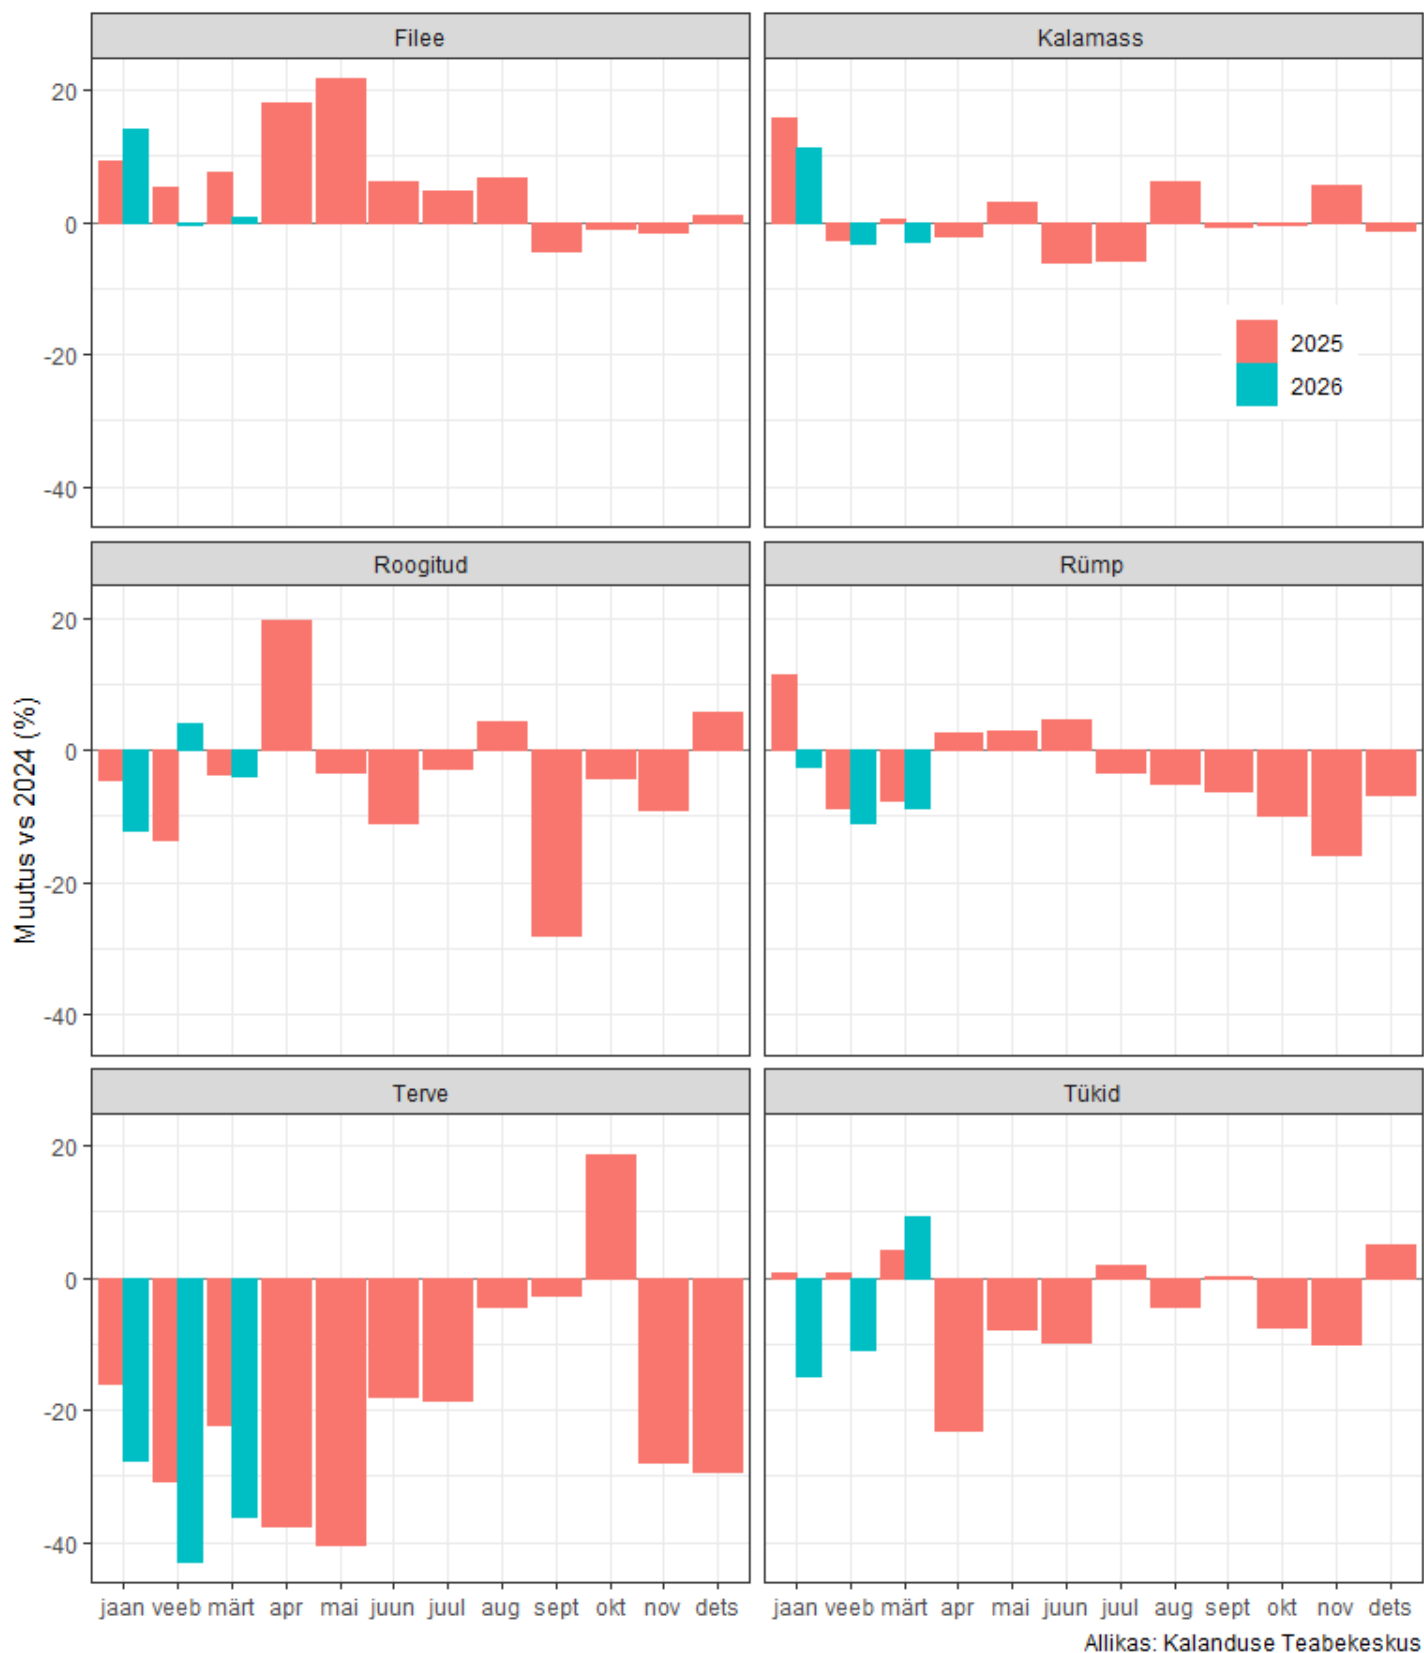 Filee
Kalamass
20
0
-20
-40
2025
2026
Roogitud
Rümp
20
0
-20
-40
Muutus vs 2024 (%)
Terve
Tükid
20
0
-20
-40
jaan veeb märt apr mai juun juul aug sept okt nov dets
jaan veeb märt apr mai juun juul aug sept okt nov dets
Allikas: Kalanduse Teabekeskus